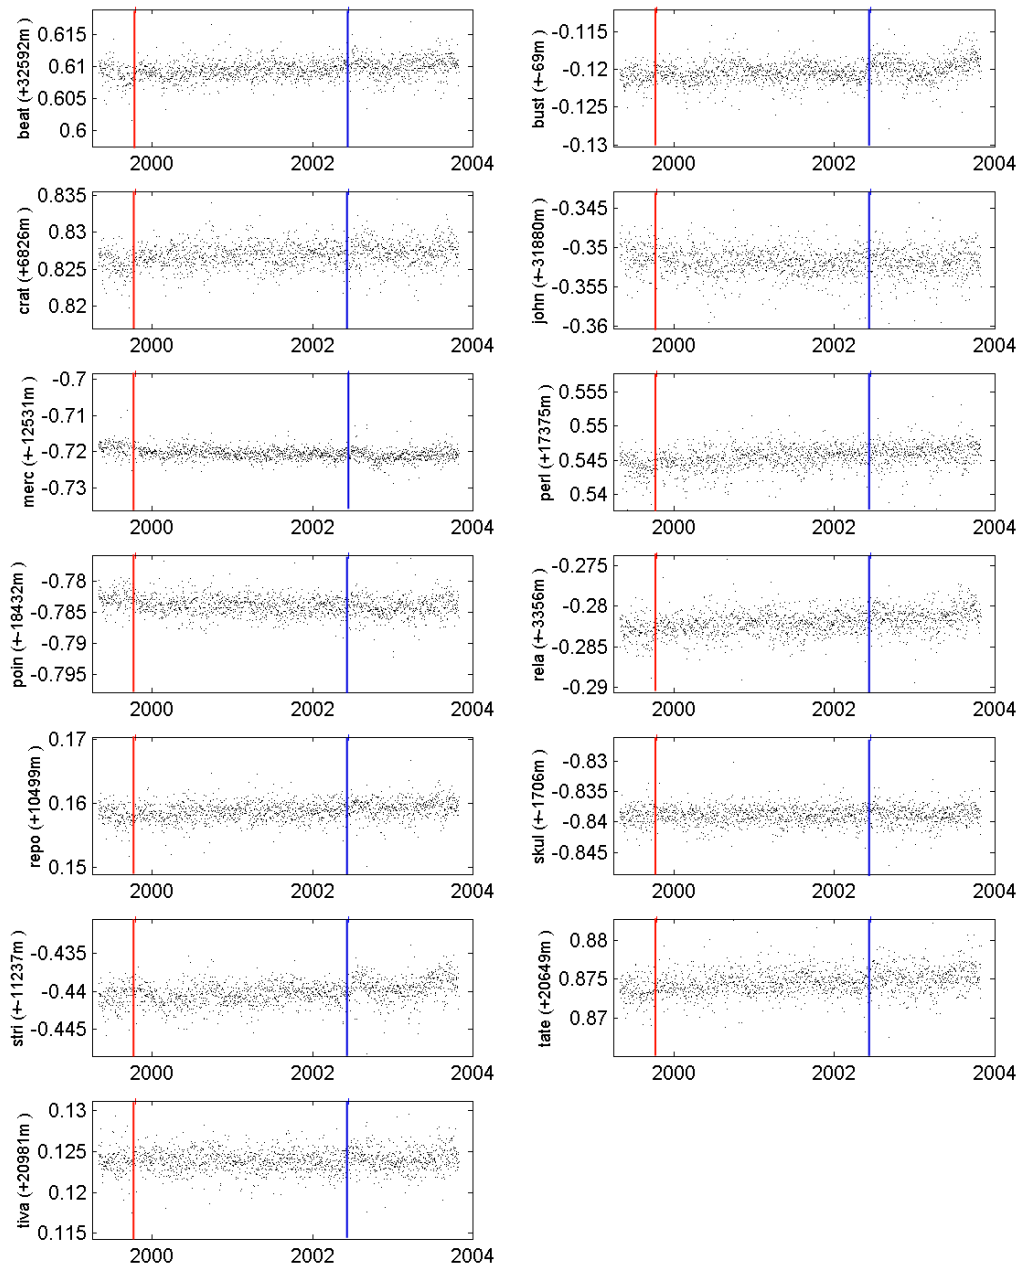 0.615
0.61
0.605
0.6
beat (+32592m )
2000 2002 2004
-0.115
-0.12
-0.125
-0.13
bust (+-69m )
2000 2002 2004
0.835
0.83
0.825
0.82
crat (+6826m )
2000 2002 2004
-0.345
-0.35
-0.355
-0.36
john (+-31880m )
2000 2002 2004
-0.7
-0.71
-0.72
-0.73
merc (+-12531m )
2000 2002 2004
0.555
0.55
0.545
0.54
perl (+17375m )
2000 2002 2004
-0.78
-0.785
-0.79
-0.795
poin (+-18432m )
2000 2002 2004
-0.275
-0.28
-0.285
-0.29
rela (+-3356m )
2000 2002 2004
0.17
0.16
0.15
repo (+10499m )
2000 2002 2004
-0.83
-0.835
-0.84
-0.845
skul (+-1706m )
2000 2002 2004
-0.435
-0.44
-0.445
stri (+-11237m )
2000 2002 2004
0.88
0.875
0.87
tate (+20649m )
2000 2002 2004
0.13
0.125
0.12
0.115
tiva (+20981m )
2000 2002 2004